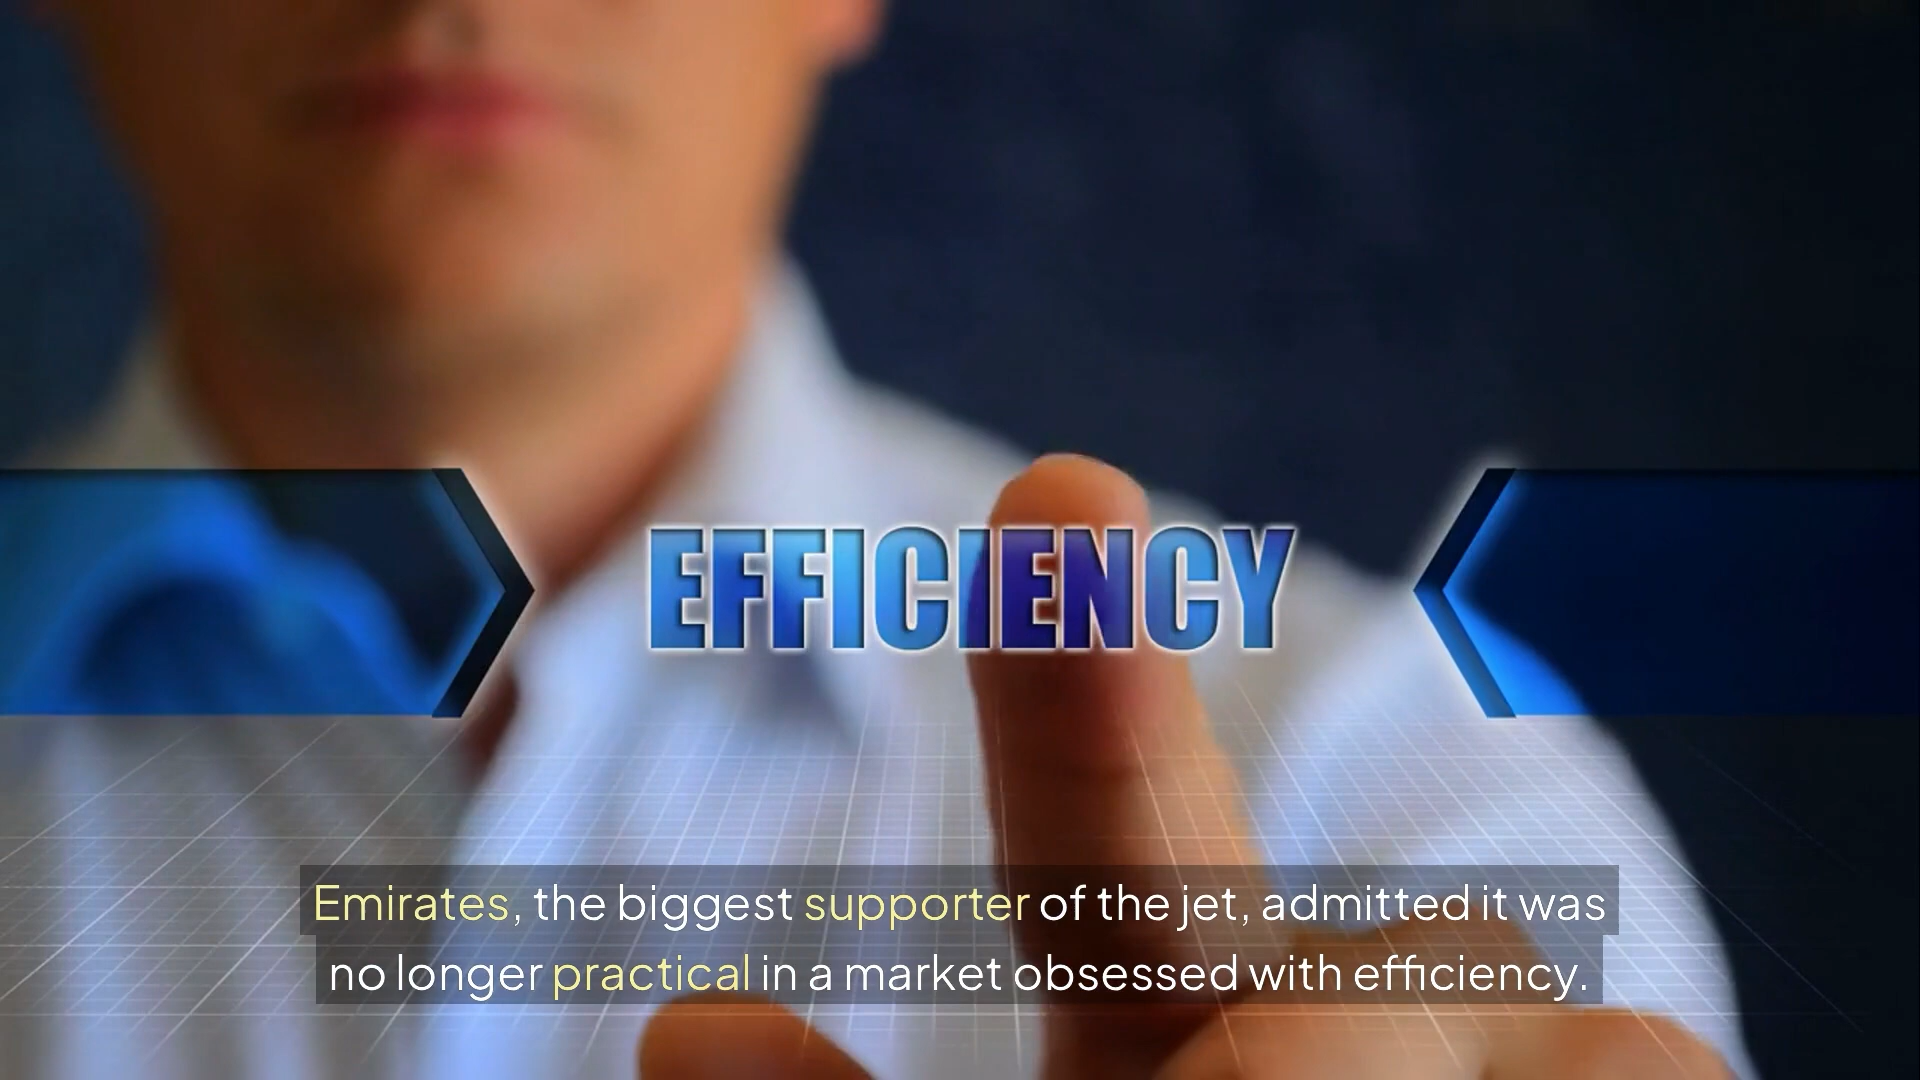 EFFICIENCY
Emirates, the biggest supporter of the jet, admitted it was
no longer practical in a market obsessed with efficiency.